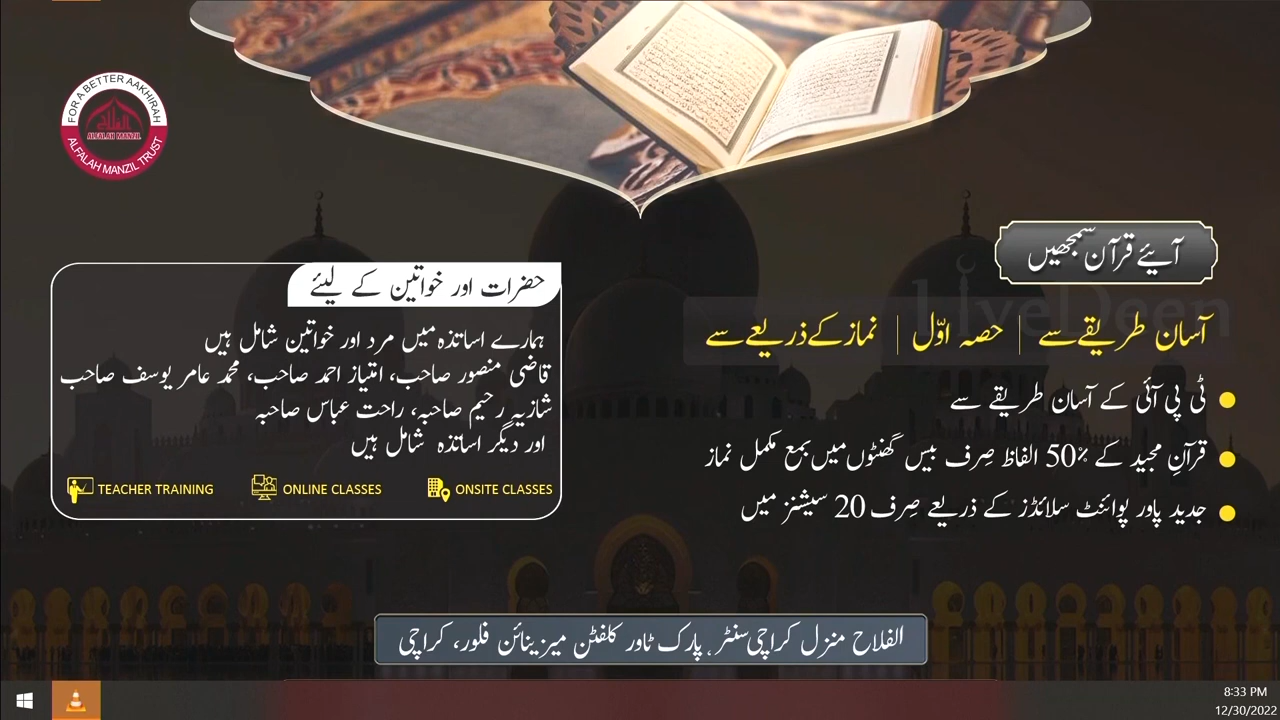 FOR A BETTER AAKHIRAH
الفلاح
ALFALAH MANZIL
ALFALAH MANZIL TRUST
آیئے قرآن سمجھیں
LiveDeen
آسان طریقے سے | حصہ اوّل | نماز کے ذریعے سے
ٹی پی آئی کے آسان طریقے سے
قرآنِ مجید کے 50٪ الفاظ صِرف بیس گھنٹوں میں بمع مکمل نماز
جدید پاور پوائنٹ سلائڈز کے ذریعے صِرف 20 سیشنز میں
حضرات اور خواتین کے لیئے
ہمارے اساتذہ میں مرد اور خواتین شامل ہیں
قاضی منصور صاحب، امتیاز احمد صاحب، محمد عامر یوسف صاحب
شازیہ رحیم صاحبہ، راحت عباس صاحبہ
اور دیگر اساتذہ شامل ہیں
TEACHER TRAINING ONLINE CLASSES ONSITE CLASSES
الفلاح منزل کراچی سنٹر، پارک ٹاور کلفٹن میزینائن فلور، کراچی
8:33 PM
12/30/2022